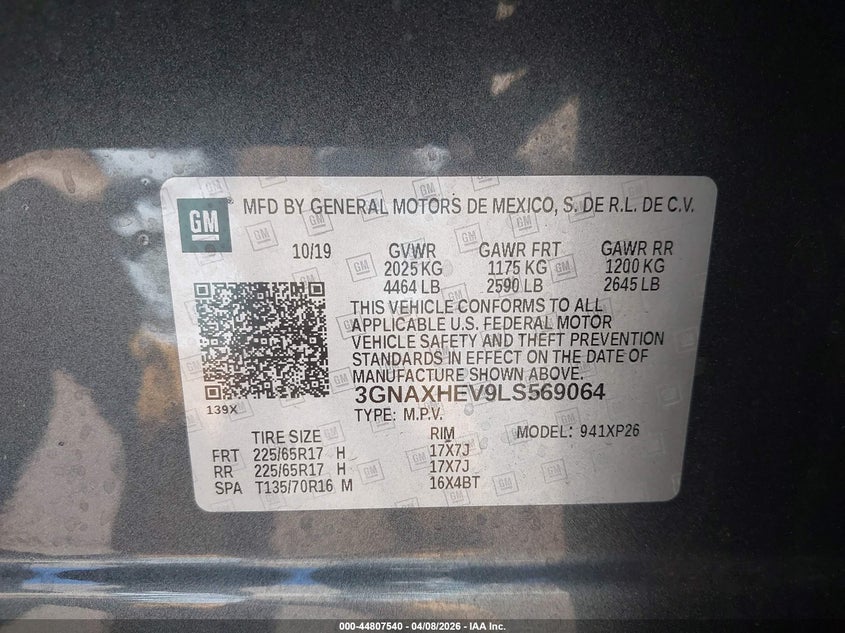 GM
MFD BY GENERAL MOTORS DE MEXICO, S. DE R.L. DE C.V.
10/19 GVWR GAWR FRT GAWR RR
2025 KG 1175 KG 1200 KG
4464 LB 2590 LB 2645 LB
THIS VEHICLE CONFORMS TO ALL
APPLICABLE U.S. FEDERAL MOTOR
VEHICLE SAFETY AND THEFT PREVENTION
STANDARDS IN EFFECT ON THE DATE OF
MANUFACTURE SHOWN ABOVE.
3GNAXHEV9LS569064
139X
TYPE: M.P.V.
TIRE SIZE RIM MODEL: 941XP26
FRT 225/65R17 H 17X7J
RR 225/65R17 H 17X7J
SPA T135/70R16 M 16X4BT
000-44807540 - 04/08/2026 - IAA Inc.